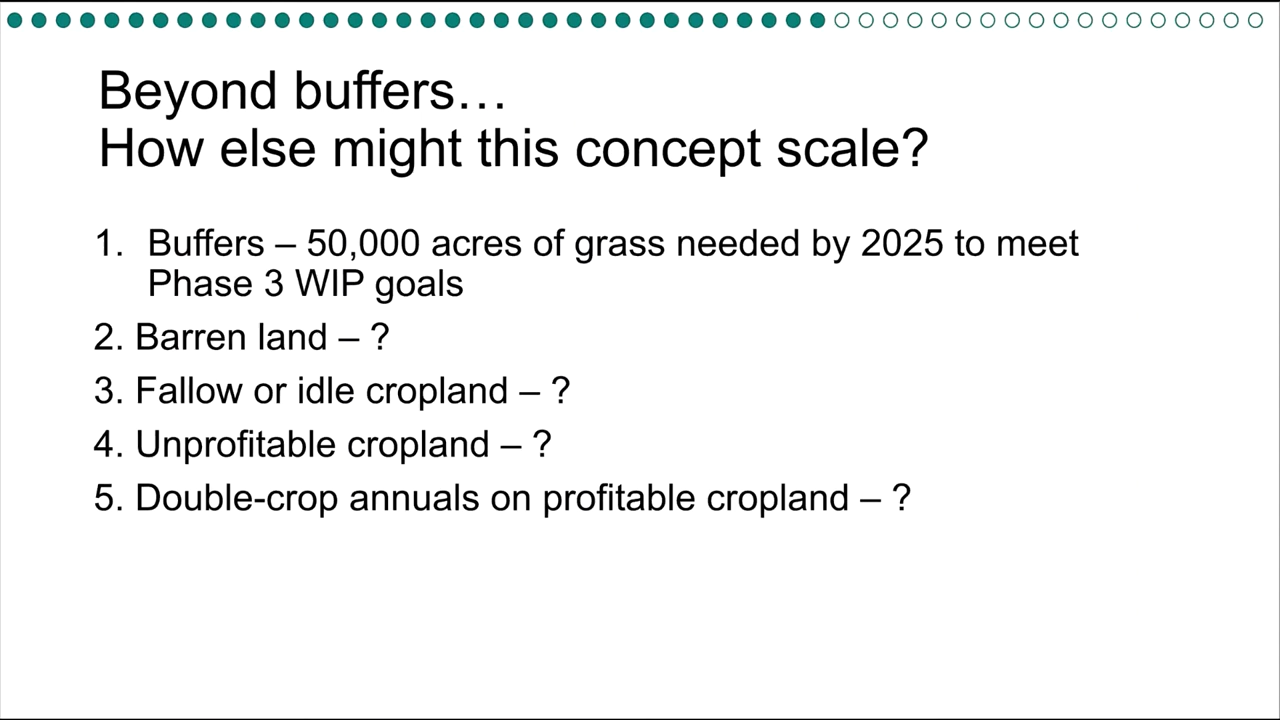 Beyond buffers…
How else might this concept scale?
1. Buffers – 50,000 acres of grass needed by 2025 to meet
Phase 3 WIP goals
2. Barren land – ?
3. Fallow or idle cropland – ?
4. Unprofitable cropland – ?
5. Double-crop annuals on profitable cropland – ?